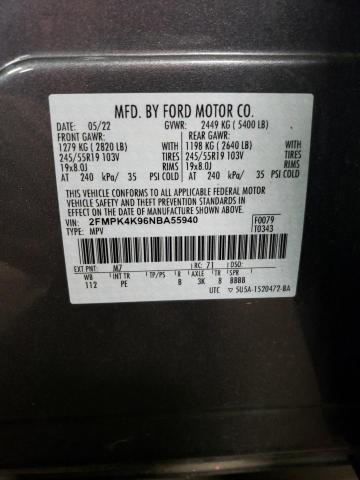 MFD. BY FORD MOTOR CO.
DATE: 05/22 GVWR: 2449 KG ( 5400 LB)
FRONT GAWR: REAR GAWR:
1279 KG ( 2820 LB) WITH 1198 KG ( 2640 LB) WITH
245/55R19 103V TIRES 245/55R19 103V TIRES
19x8.0J RIMS 19x8.0J RIMS
AT 240 kPa/ 35 PSI COLD AT 240 kPa/ 35 PSI COLD
THIS VEHICLE CONFORMS TO ALL APPLICABLE FEDERAL MOTOR
VEHICLE SAFETY AND THEFT PREVENTION STANDARDS
IN EFFECT ON THE DATE OF MANUFACTURE SHOWN ABOVE.
VIN: 2FMPK4K96NBA55940 F0079
TYPE: MPV T0343
EXT PNT: M7 RC: 71 DSO:
WB INT TR TP/PS R AXLE TR SPR
112 PE B 3K 8 BBBB
UTC 5U5A-1520472-BA